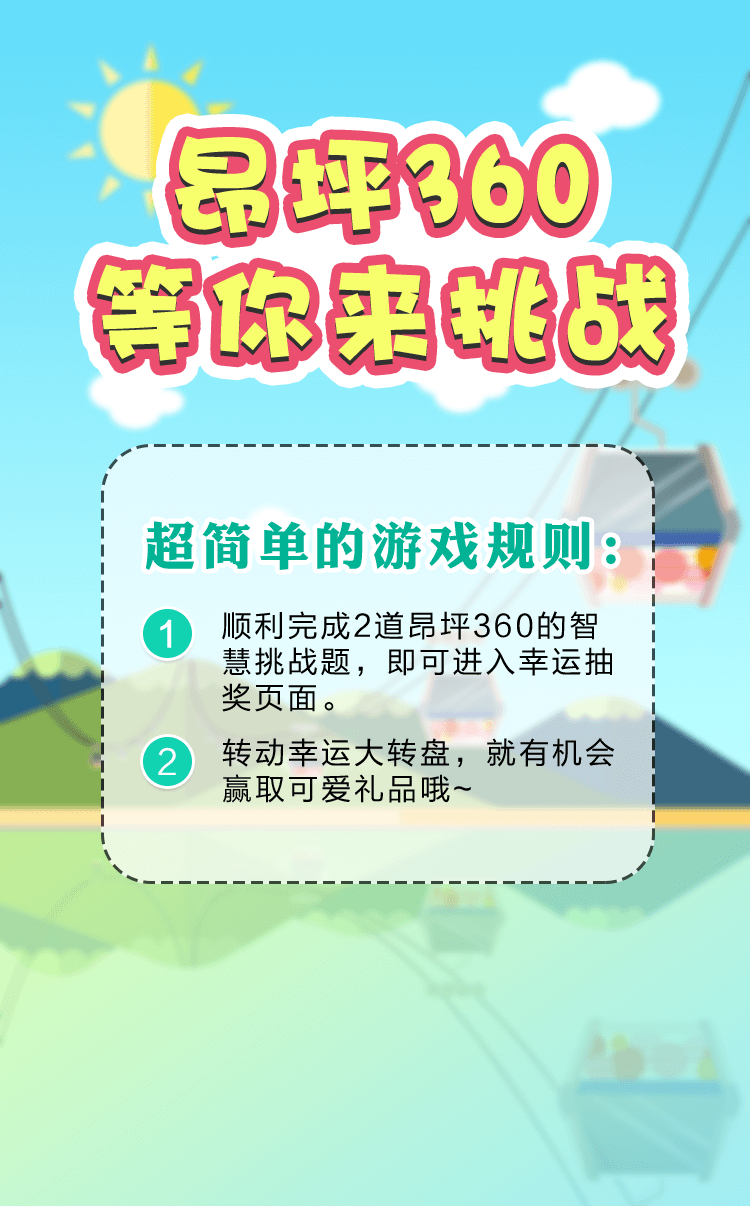 昂坪360
等你来挑战
超简单的游戏规则：
1 顺利完成2道昂坪360的智
慧挑战题，即可进入幸运抽
奖页面。
2 转动幸运大转盘，就有机会
赢取可爱礼品哦~